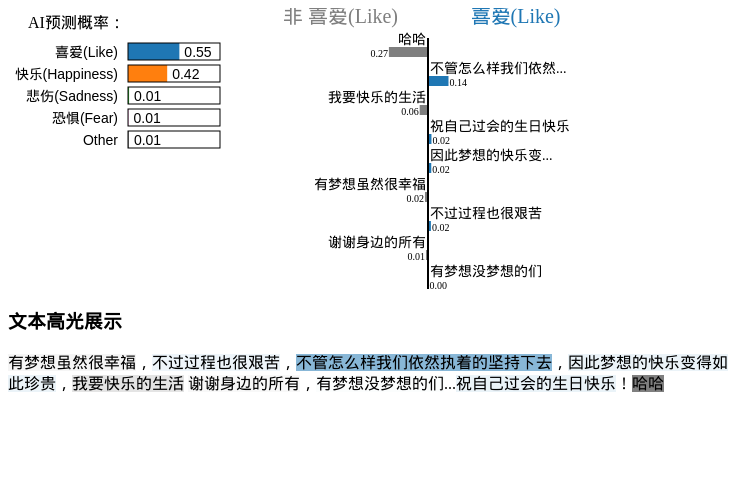 AI预测概率：
喜爱(Like) 0.55
快乐(Happiness) 0.42
悲伤(Sadness) 0.01
恐惧(Fear) 0.01
Other 0.01
非 喜爱(Like) 喜爱(Like)
哈哈
0.27
不管怎么样我们依然...
0.14
我要快乐的生活
0.06
祝自己过会的生日快乐
0.02
因此梦想的快乐变...
0.02
有梦想虽然很幸福
0.02
不过过程也很艰苦
0.02
谢谢身边的所有
0.01
有梦想没梦想的们
0.00
文本高光展示
有梦想虽然很幸福，不过过程也很艰苦，不管怎么样我们依然执着的坚持下去，因此梦想的快乐变得如
此珍贵，我要快乐的生活 谢谢身边的所有，有梦想没梦想的们...祝自己过会的生日快乐！哈哈